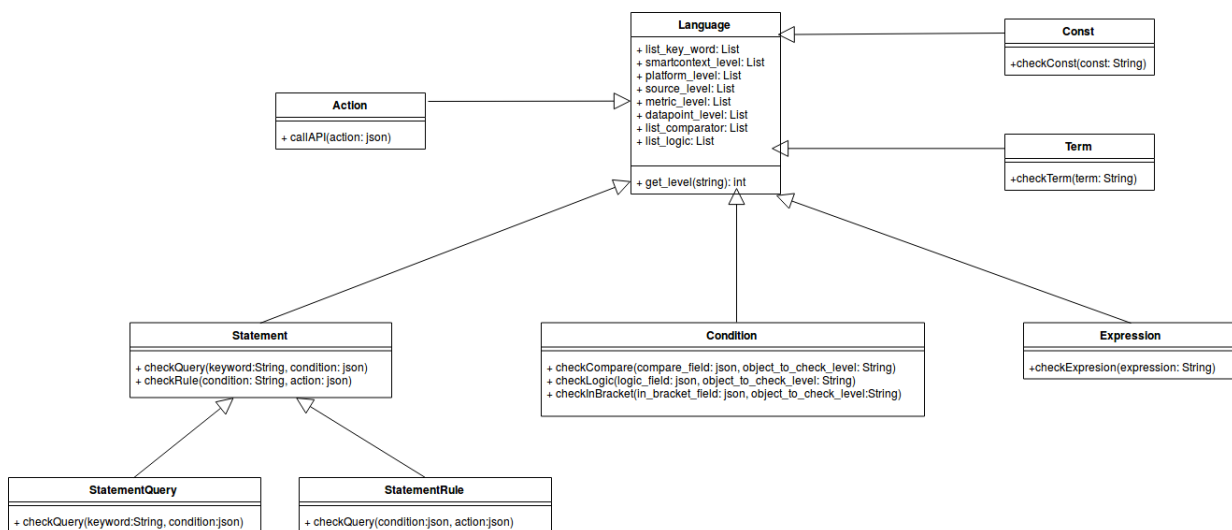 Language
+ list_key_word: List
+ smartcontext_level: List
+ platform_level: List
+ source_level: List
+ metric_level: List
+ datapoint_level: List
+ list_comparator: List
+ list_logic: List
+ get_level(string): int
Const
+checkConst(const: String)
Action
+ callAPI(action: json)
Term
+checkTerm(term: String)
Statement
+ checkQuery(keyword:String, condition: json)
+ checkRule(condition: String, action: json)
Condition
+ checkCompare(compare_field: json, object_to_check_level: String)
+ checkLogic(logic_field: json, object_to_check_level: String)
+ checkInBracket(in_bracket_field: json, object_to_check_level:String)
Expression
+checkExpresion(expression: String)
StatementQuery
+ checkQuery(keyword:String, condition:json)
StatementRule
+ checkQuery(condition:json, action:json)